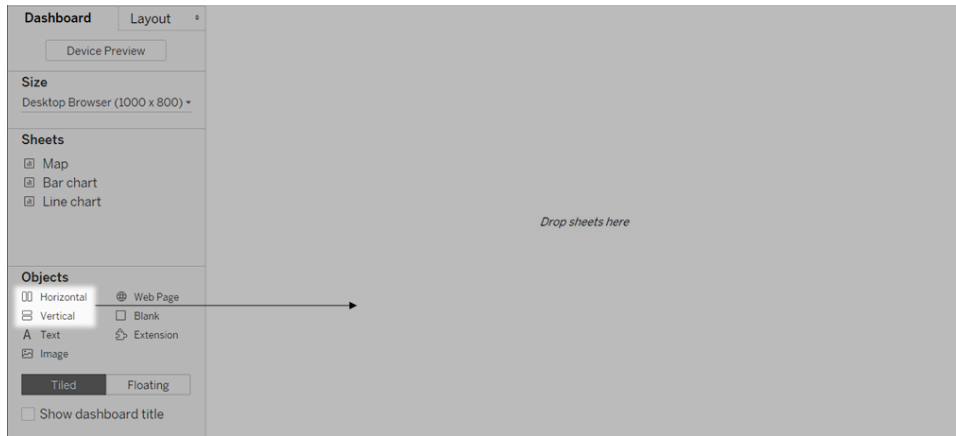 Dashboard Layout
Device Preview
Size
Desktop Browser (1000 x 800)
Sheets
Map
Bar chart
Line chart
Drop sheets here
Objects
Horizontal Web Page
Vertical Blank
A Text Extension
Image
Tiled Floating
Show dashboard title